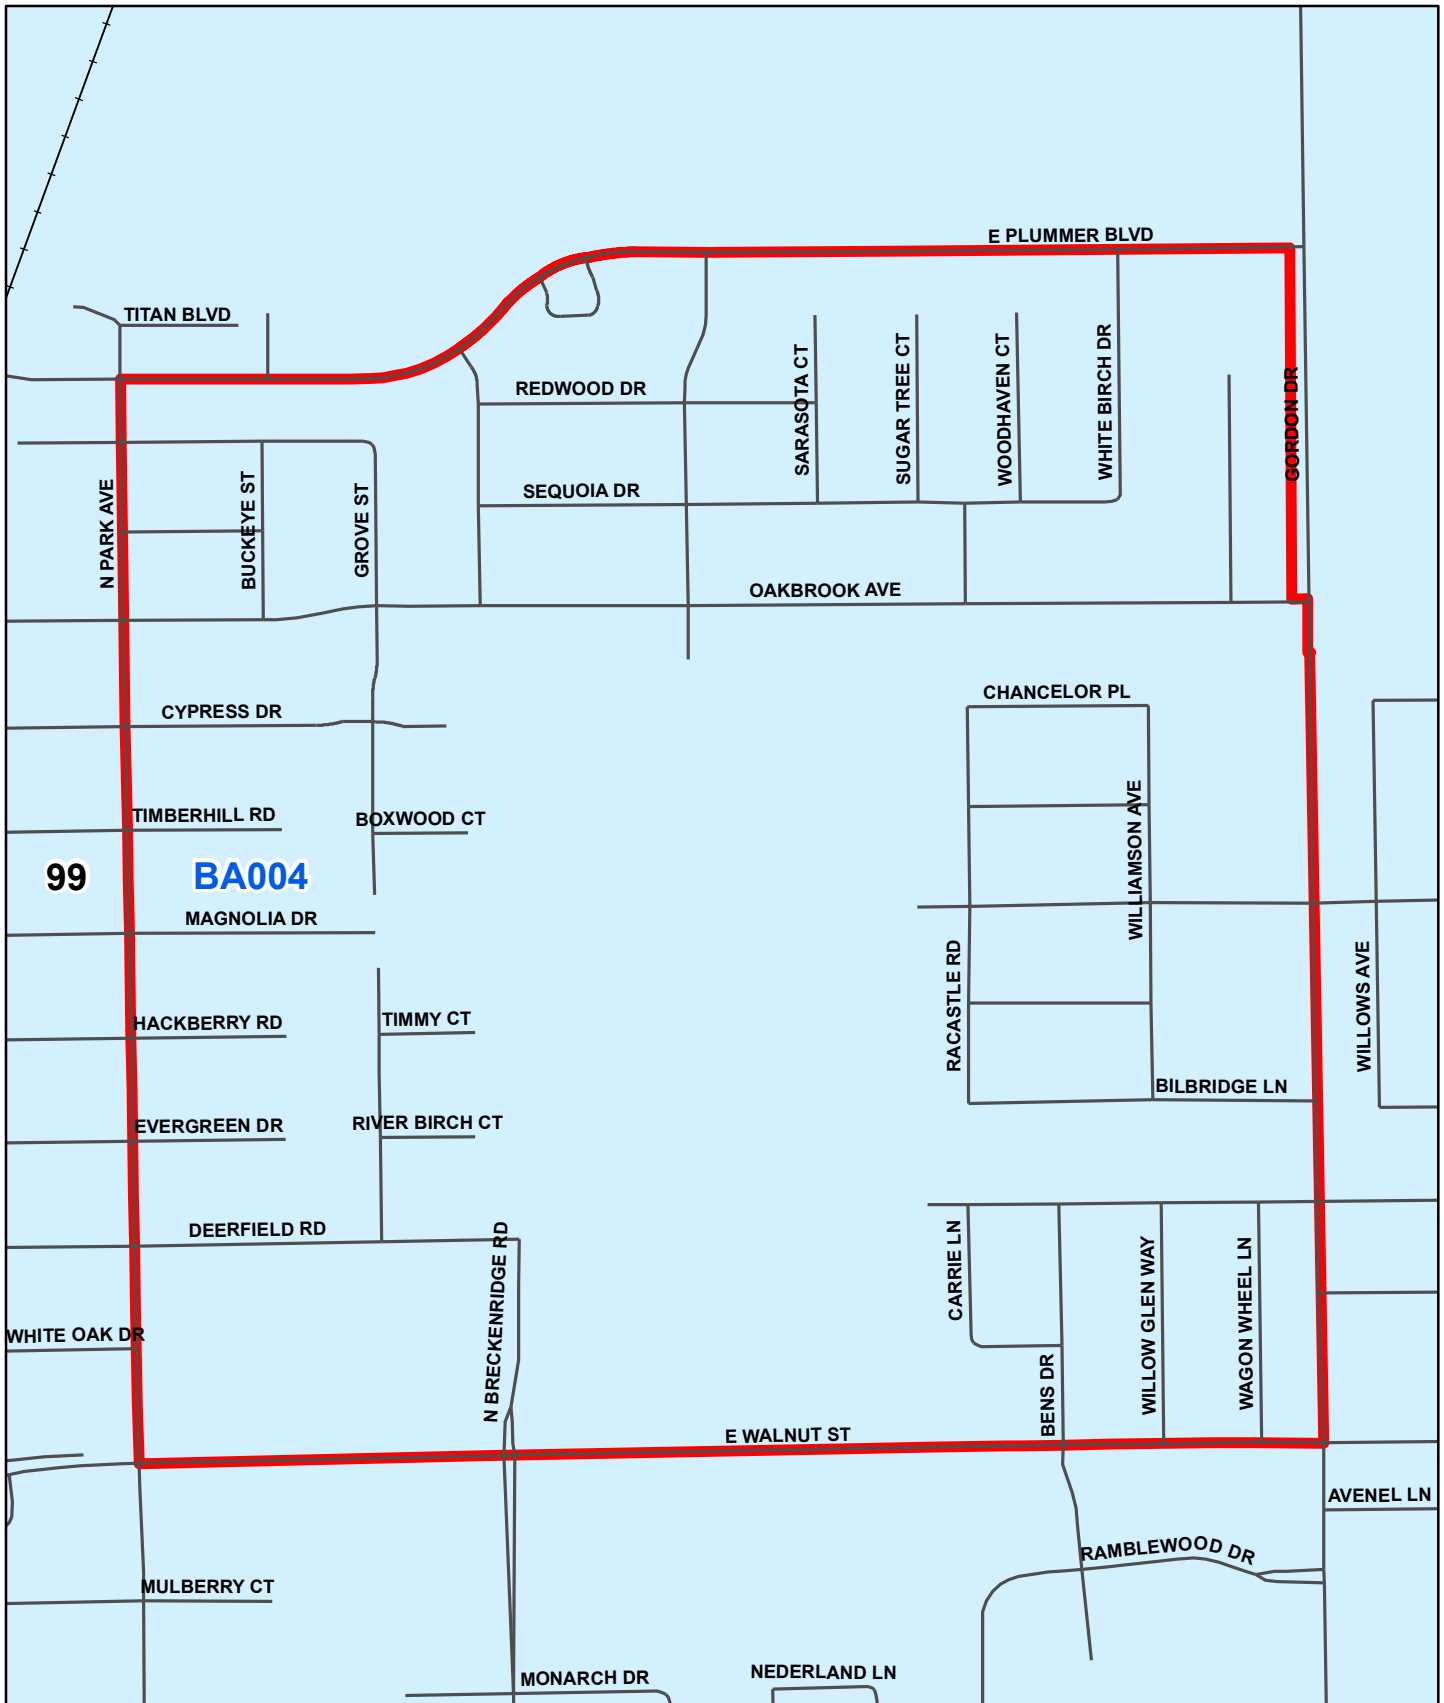 E PLUMMER BLVD
TITAN BLVD
REDWOOD DR
SARASOTA CT
SUGAR TREE CT
WOODHAVEN CT
WHITE BIRCH DR
GORDON DR
N PARK AVE
BUCKEYE ST
GROVE ST
SEQUOIA DR
OAKBROOK AVE
CHANCELOR PL
CYPRESS DR
TIMBERHILL RD
BOXWOOD CT
WILLIAMSON AVE
99
BA004
MAGNOLIA DR
RACASTLE RD
WILLOWS AVE
HACKBERRY RD
TIMMY CT
BILBRIDGE LN
EVERGREEN DR
RIVER BIRCH CT
DEERFIELD RD
N BRECKENRIDGE RD
CARRIE LN
WILLOW GLEN WAY
WAGON WHEEL LN
WHITE OAK DR
BENS DR
E WALNUT ST
AVENEL LN
RAMBLEWOOD DR
MULBERRY CT
MONARCH DR
NEDERLAND LN